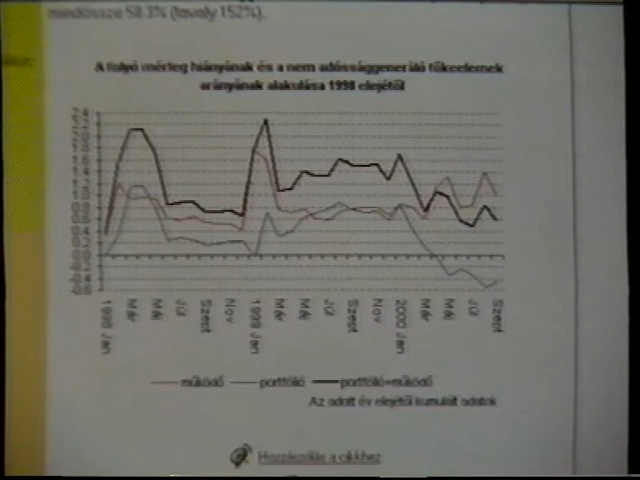 mindössze 58.3% (tavaly 152%).
A folyó mérleg hiányának és a nem adóssággeneráló tőkeelemek
arányának alakulása 1998 elejétől
1998 Jan
Már
Máj
Júl
Szept
Nov
1999 Jan
Már
Máj
Júl
Szept
Nov
2000 Jan
Már
Máj
Júl
Szept
működő
portfólió
portfólió+működő
Az adott év elejétől kumulált adatok
Hozzászólás a cikkhez